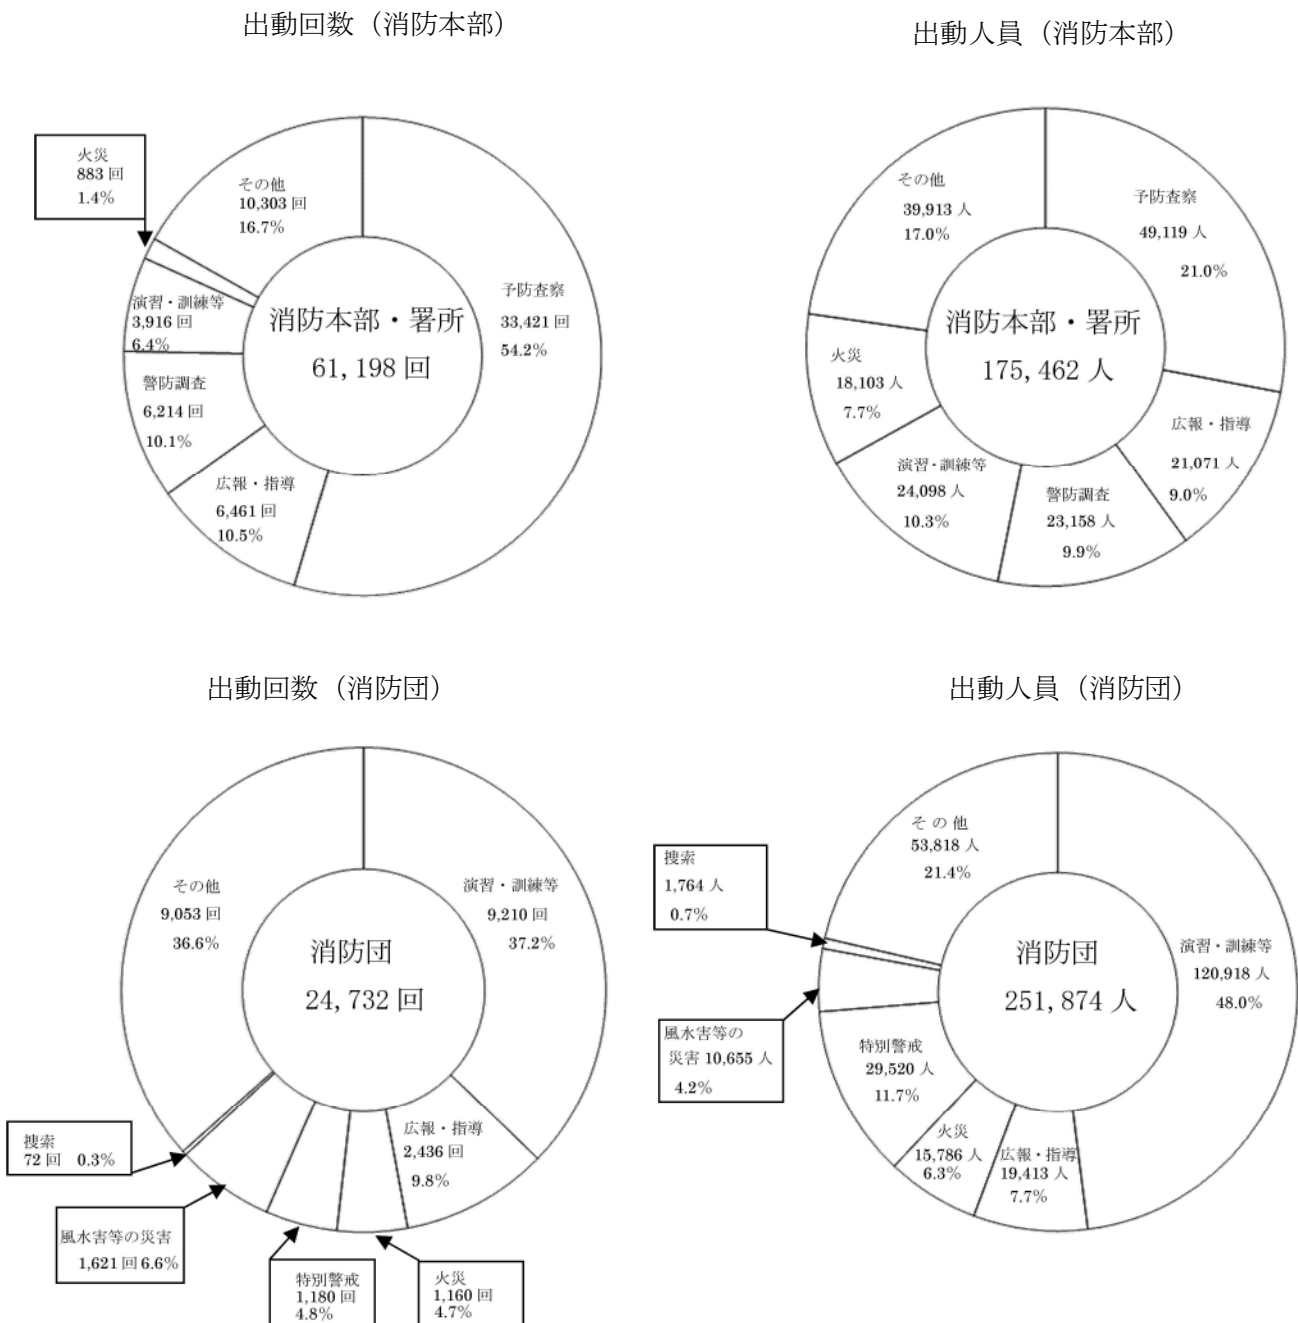 出動回数（消防本部）
火災
883 回
1.4%
その他
10,303 回
16.7%
予防査察
33,421 回
54.2%
演習・訓練等
3,916 回
6.4%
警防調査
6,214 回
10.1%
広報・指導
6,461 回
10.5%
消防本部・署所
61,198 回
出動人員（消防本部）
その他
39,913 人
17.0%
予防査察
49,119 人
21.0%
火災
18,103 人
7.7%
広報・指導
21,071 人
9.0%
演習・訓練等
24,098 人
10.3%
警防調査
23,158 人
9.9%
消防本部・署所
175,462 人
出動回数（消防団）
その他
9,053 回
36.6%
演習・訓練等
9,210 回
37.2%
消防団
24,732 回
広報・指導
2,436 回
9.8%
捜索
72 回 0.3%
風水害等の災害
1,621 回 6.6%
特別警戒
1,180 回
4.8%
火災
1,160 回
4.7%
出動人員（消防団）
その他
53,818 人
21.4%
捜索
1,764 人
0.7%
演習・訓練等
120,918 人
48.0%
消防団
251,874 人
風水害等の
災害 10,655 人
4.2%
特別警戒
29,520 人
11.7%
火災
15,786 人
6.3%
広報・指導
19,413 人
7.7%